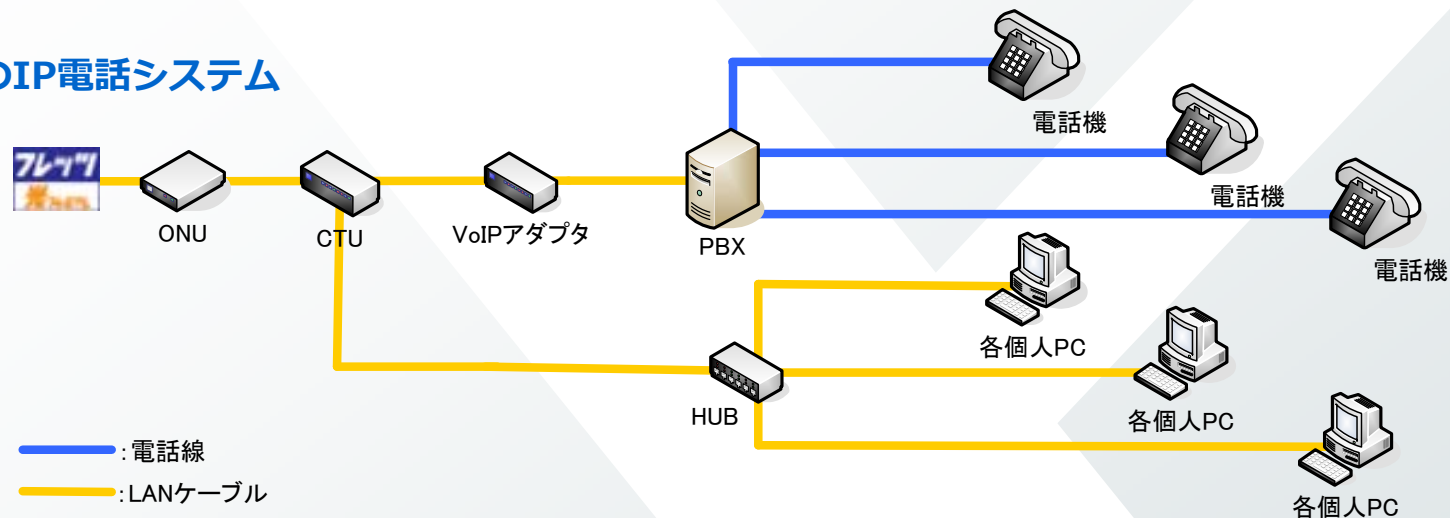 OIP電話システム
電話機
電話機
電話機
フレッツ
ONU
CTU
VoIPアダプタ
PBX
各個人PC
各個人PC
各個人PC
HUB
:電話線
:LANケーブル